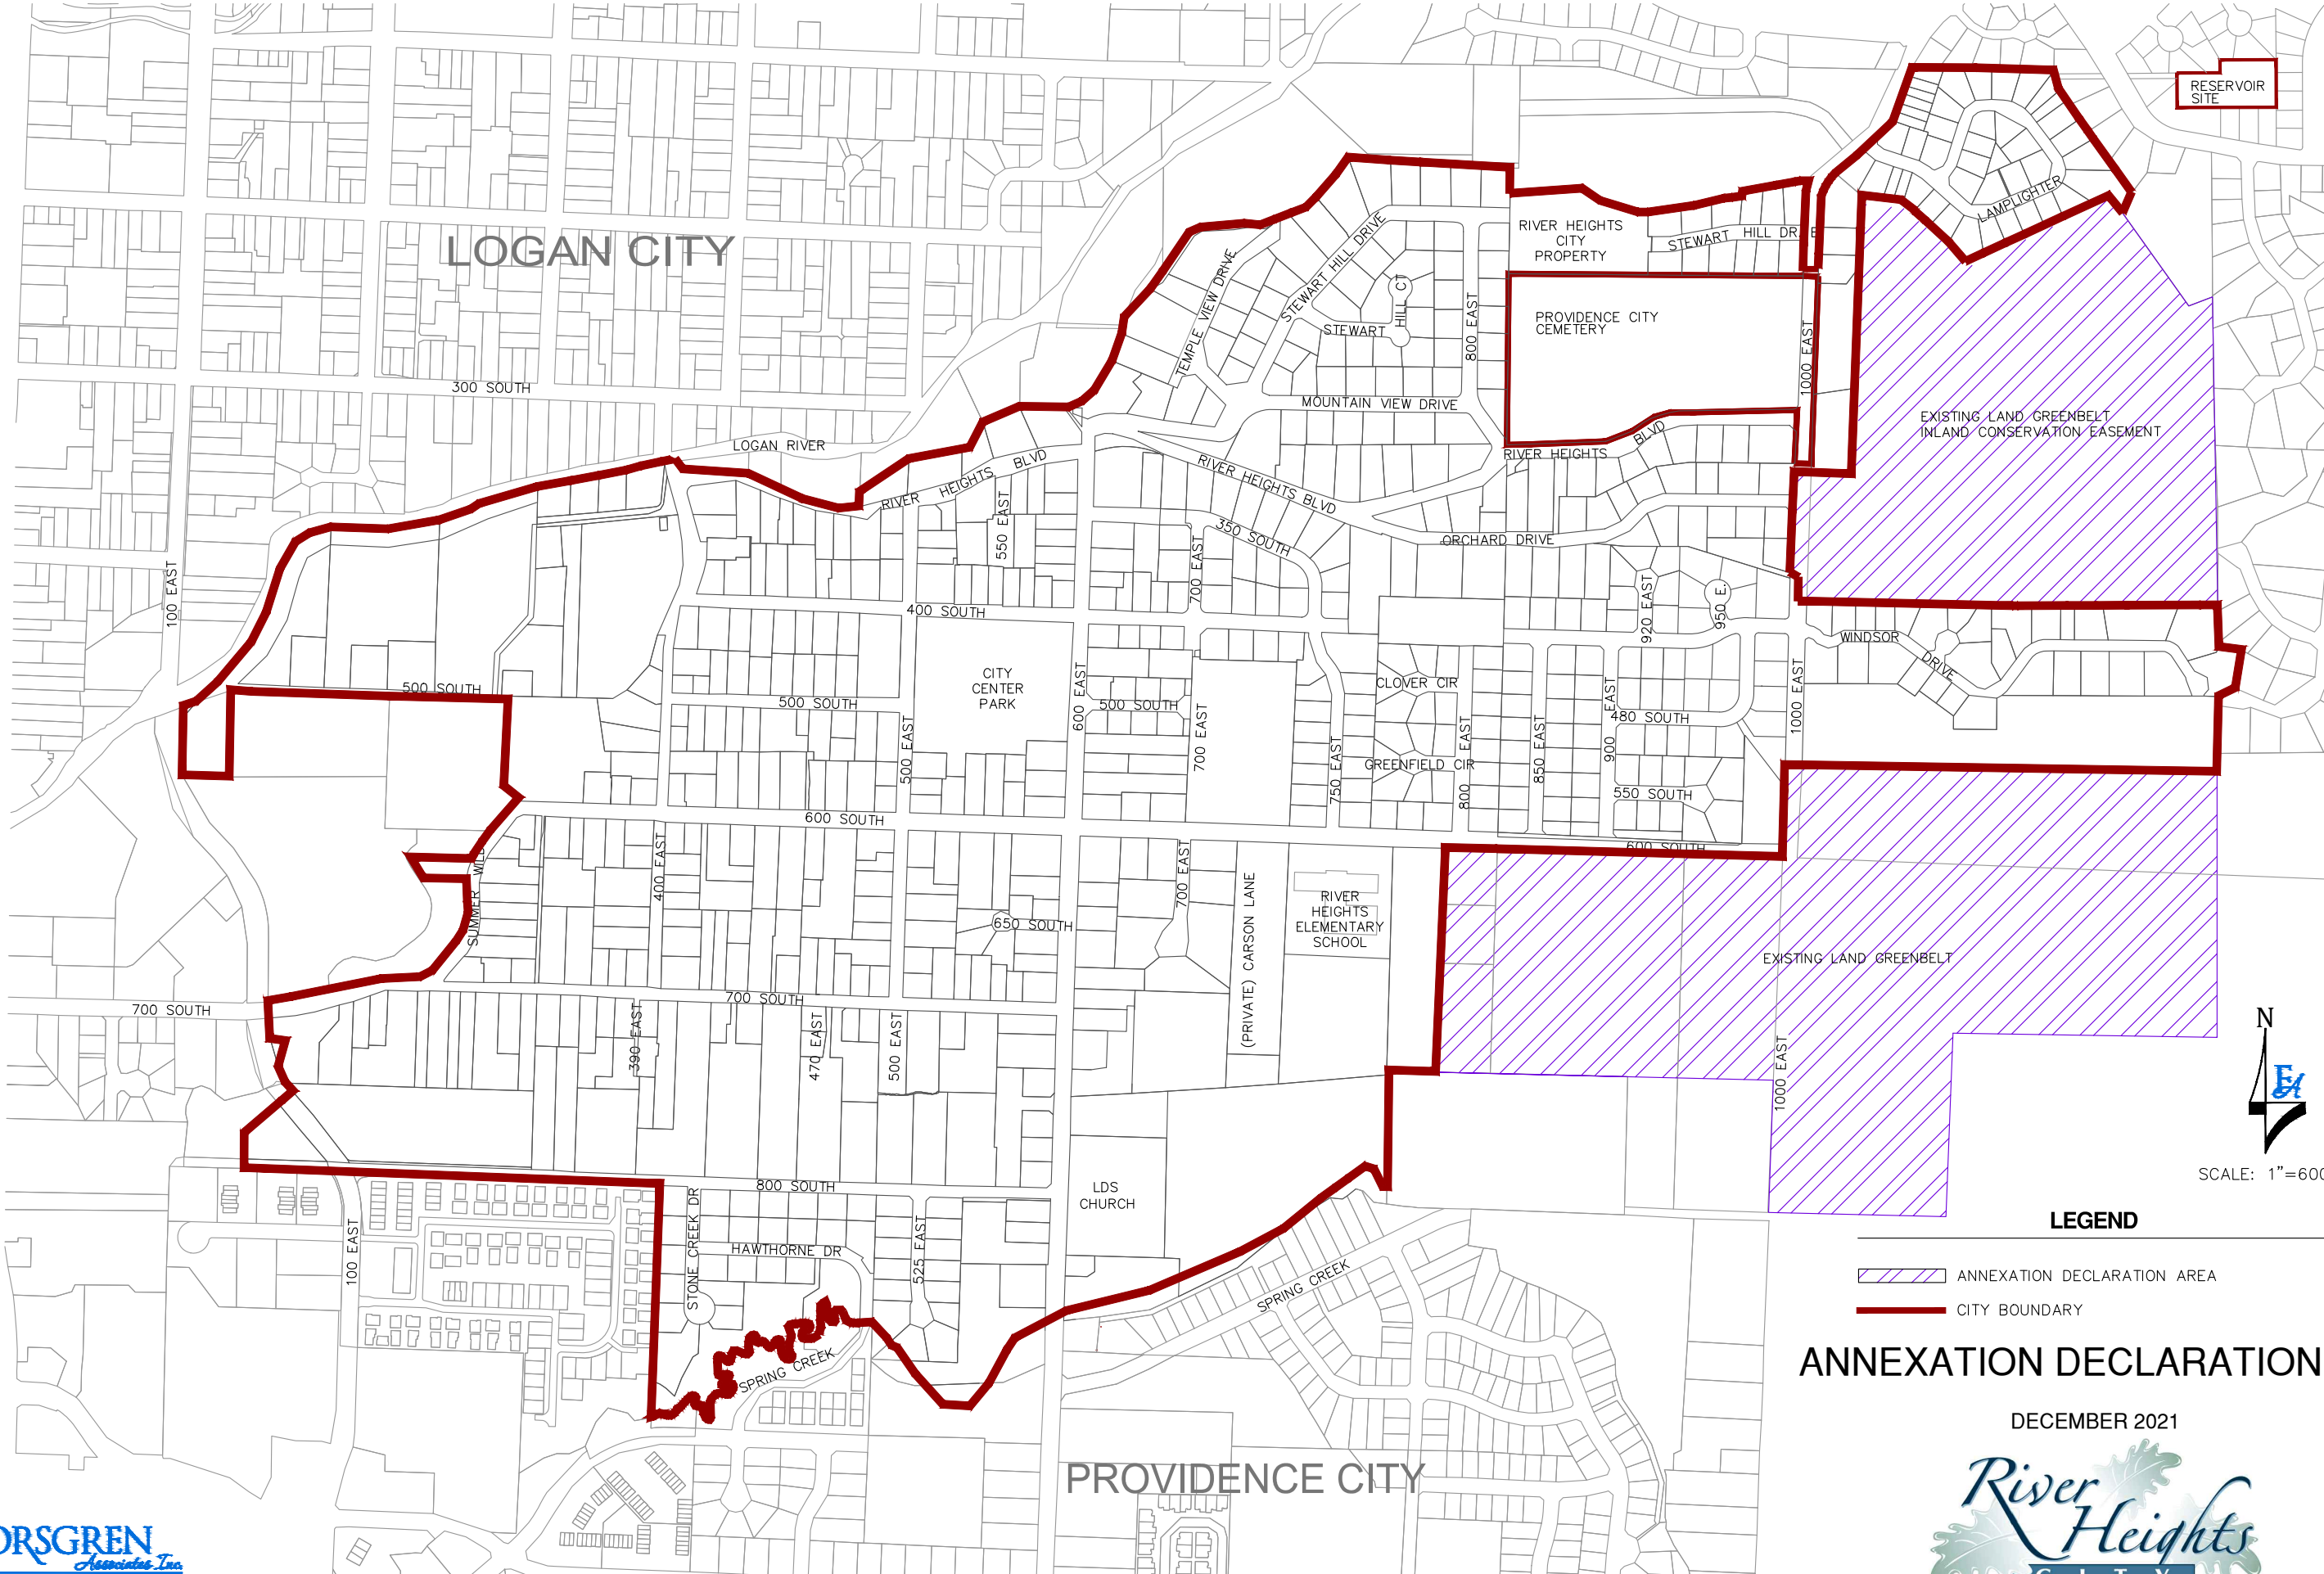 RESERVOIR
SITE
LAMPLIGHTER
LOGAN CITY
RIVER HEIGHTS
CITY
PROPERTY
STEWART HILL DR
STEWART HILL DRIVE
TEMPLE VIEW DRIVE
HILL CT
STEWART
800 EAST
PROVIDENCE CITY
CEMETERY
1000 EAST
300 SOUTH
MOUNTAIN VIEW DRIVE
EXISTING LAND GREENBELT
INLAND CONSERVATION EASEMENT
LOGAN RIVER
RIVER HEIGHTS BLVD
RIVER HEIGHTS BLVD
RIVER HEIGHTS BLVD
550 EAST
350 SOUTH
ORCHARD DRIVE
100 EAST
700 EAST
400 SOUTH
920 EAST
950 E.
WINDSOR DRIVE
CITY
CENTER
PARK
600 EAST
500 SOUTH
500 SOUTH
500 SOUTH
CLOVER CIR
480 SOUTH
1000 EAST
500 EAST
700 EAST
750 EAST
GREENFIELD CIR
800 EAST
850 EAST
900 EAST
550 SOUTH
600 SOUTH
600 SOUTH
SUMMER WILD
400 EAST
700 EAST
(PRIVATE) CARSON LANE
RIVER
HEIGHTS
ELEMENTARY
SCHOOL
650 SOUTH
EXISTING LAND GREENBELT
700 SOUTH
700 SOUTH
390 EAST
470 EAST
500 EAST
1000 EAST
N
EA
SCALE: 1"=600
800 SOUTH
LDS
CHURCH
100 EAST
STONE CREEK DR
HAWTHORNE DR
525 EAST
SPRING CREEK
SPRING CREEK
LEGEND
ANNEXATION DECLARATION AREA
CITY BOUNDARY
ANNEXATION DECLARATION
DECEMBER 2021
PROVIDENCE CITY
River
Heights
CITY
ORSGREN
Associates Inc.